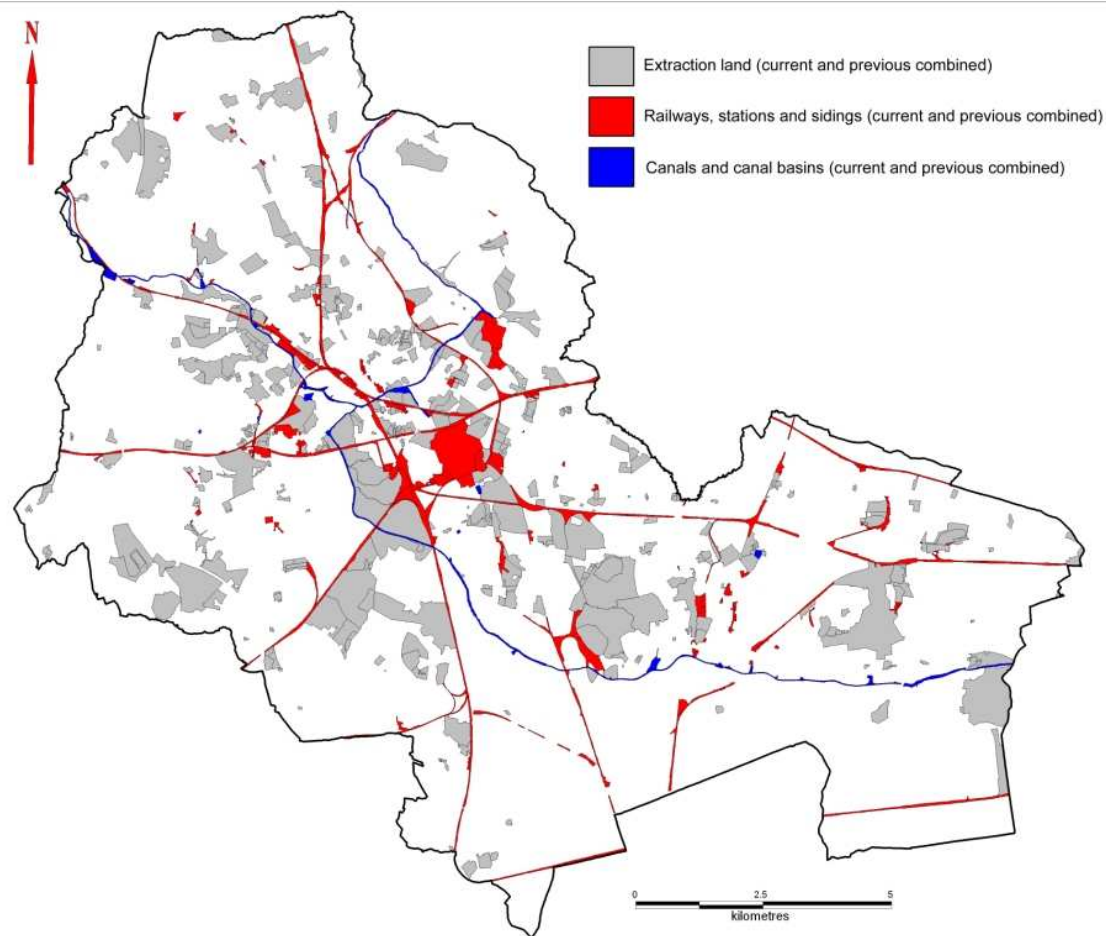 N
Extraction land (current and previous combined)
Railways, stations and sidings (current and previous combined)
Canals and canal basins (current and previous combined)
0 2.5 5
kilometres